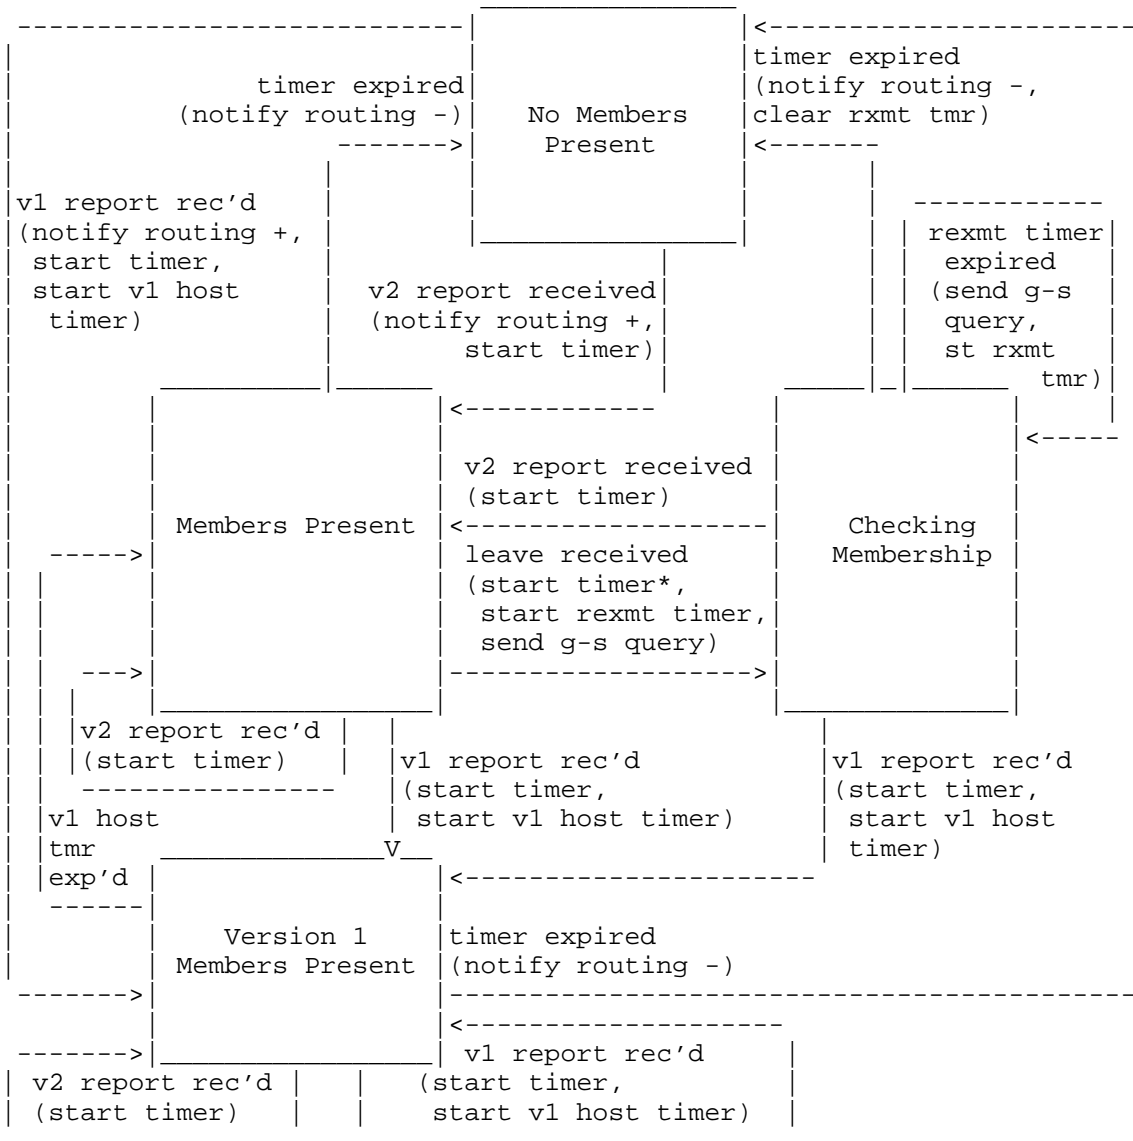 timer expired
timer expired
(notify routing -,
(notify routing -)
No Members
clear rxmt tmr)
Present
v1 report rec'd
(notify routing +,
rexmt timer
start timer,
expired
start v1 host
v2 report received
(send g-s
timer)
(notify routing +,
query,
start timer)
st rxmt
tmr)
v2 report received
(start timer)
Members Present
Checking
leave received
Membership
(start timer*,
start rexmt timer,
send g-s query)
v2 report rec'd
(start timer)
v1 report rec'd
v1 report rec'd
(start timer,
(start timer,
v1 host
start v1 host timer)
start v1 host
tmr
V
timer)
exp'd
Version 1
timer expired
Members Present
(notify routing -)
v1 report rec'd
v2 report rec'd
(start timer,
(start timer)
start v1 host timer)